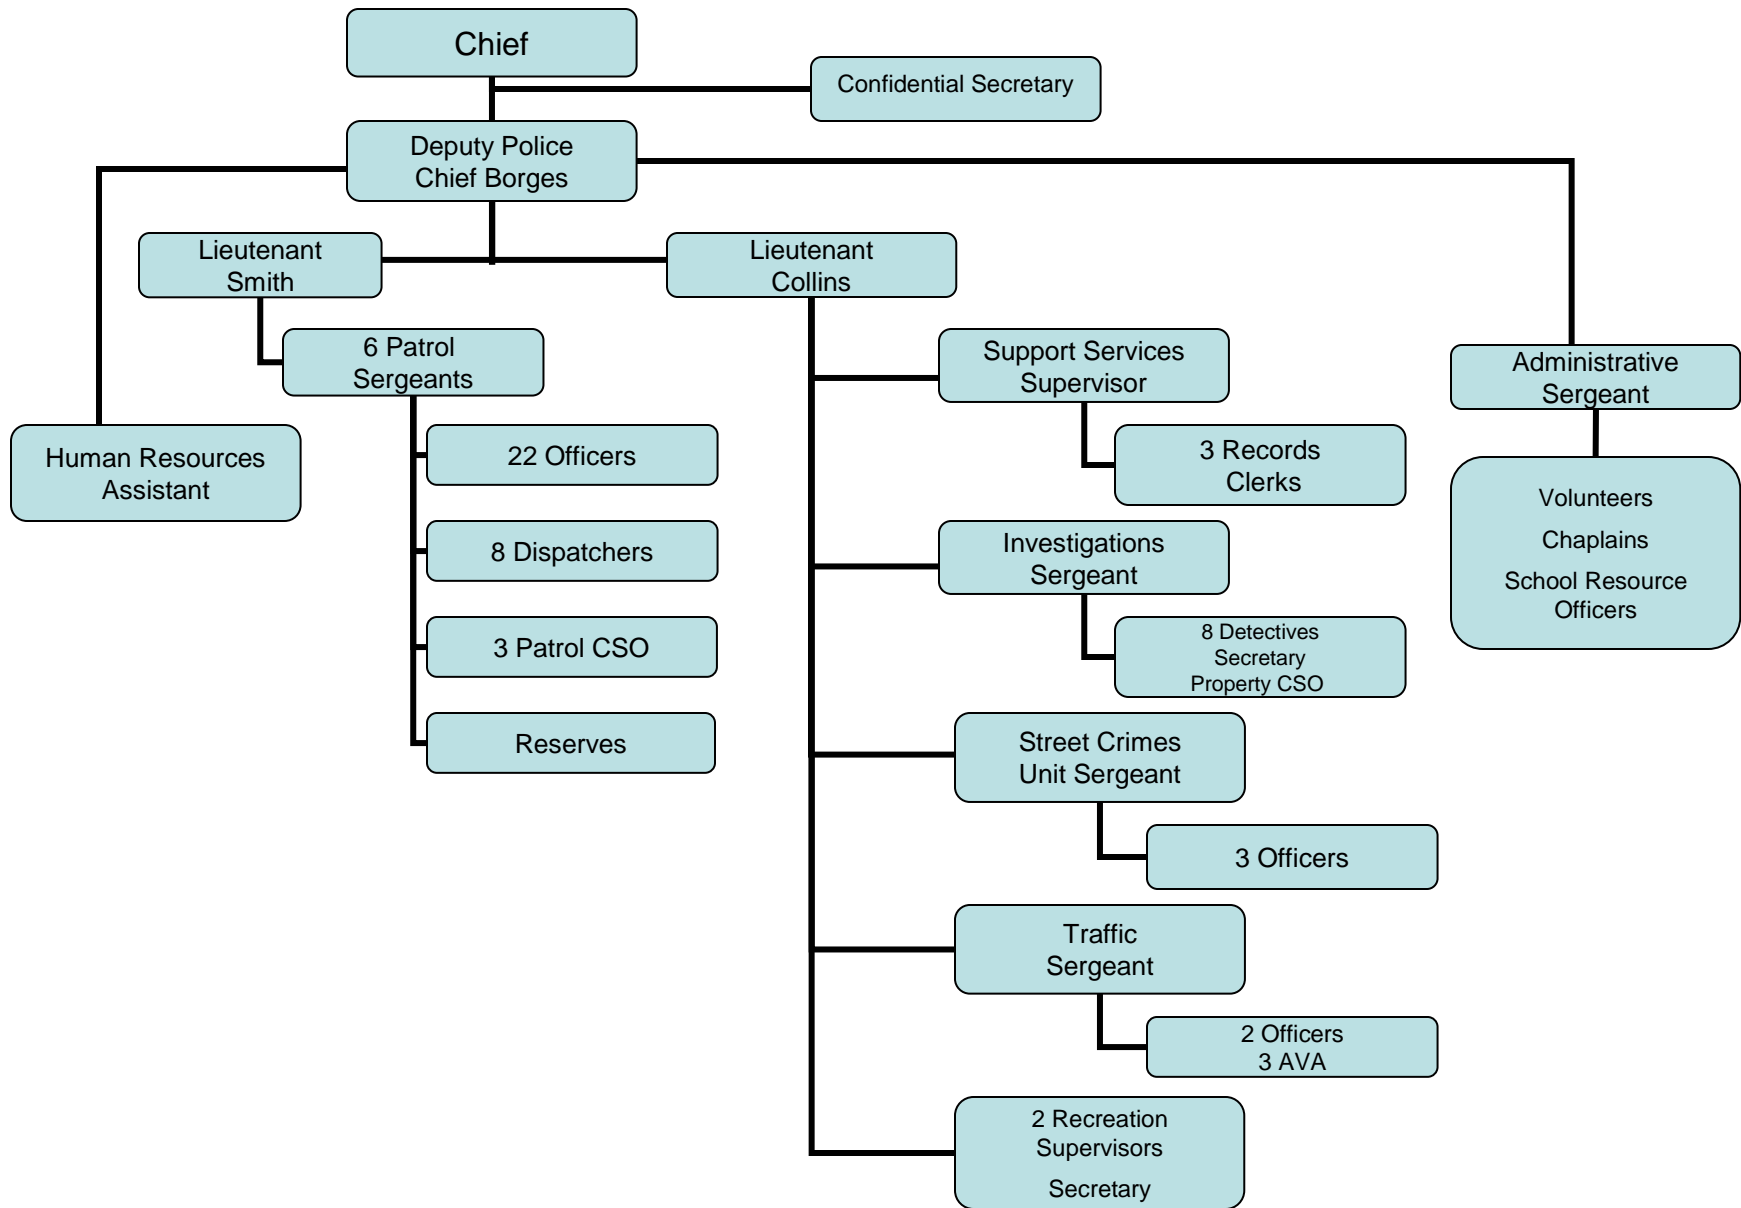 Chief
Confidential Secretary
Deputy Police
Chief Borges
Lieutenant
Smith
Lieutenant
Collins
6 Patrol
Sergeants
Support Services
Supervisor
Administrative
Sergeant
Human Resources
Assistant
22 Officers
3 Records
Clerks
Volunteers
Chaplains
School Resource
Officers
8 Dispatchers
Investigations
Sergeant
3 Patrol CSO
8 Detectives
Secretary
Property CSO
Reserves
Street Crimes
Unit Sergeant
3 Officers
Traffic
Sergeant
2 Officers
3 AVA
2 Recreation
Supervisors
Secretary